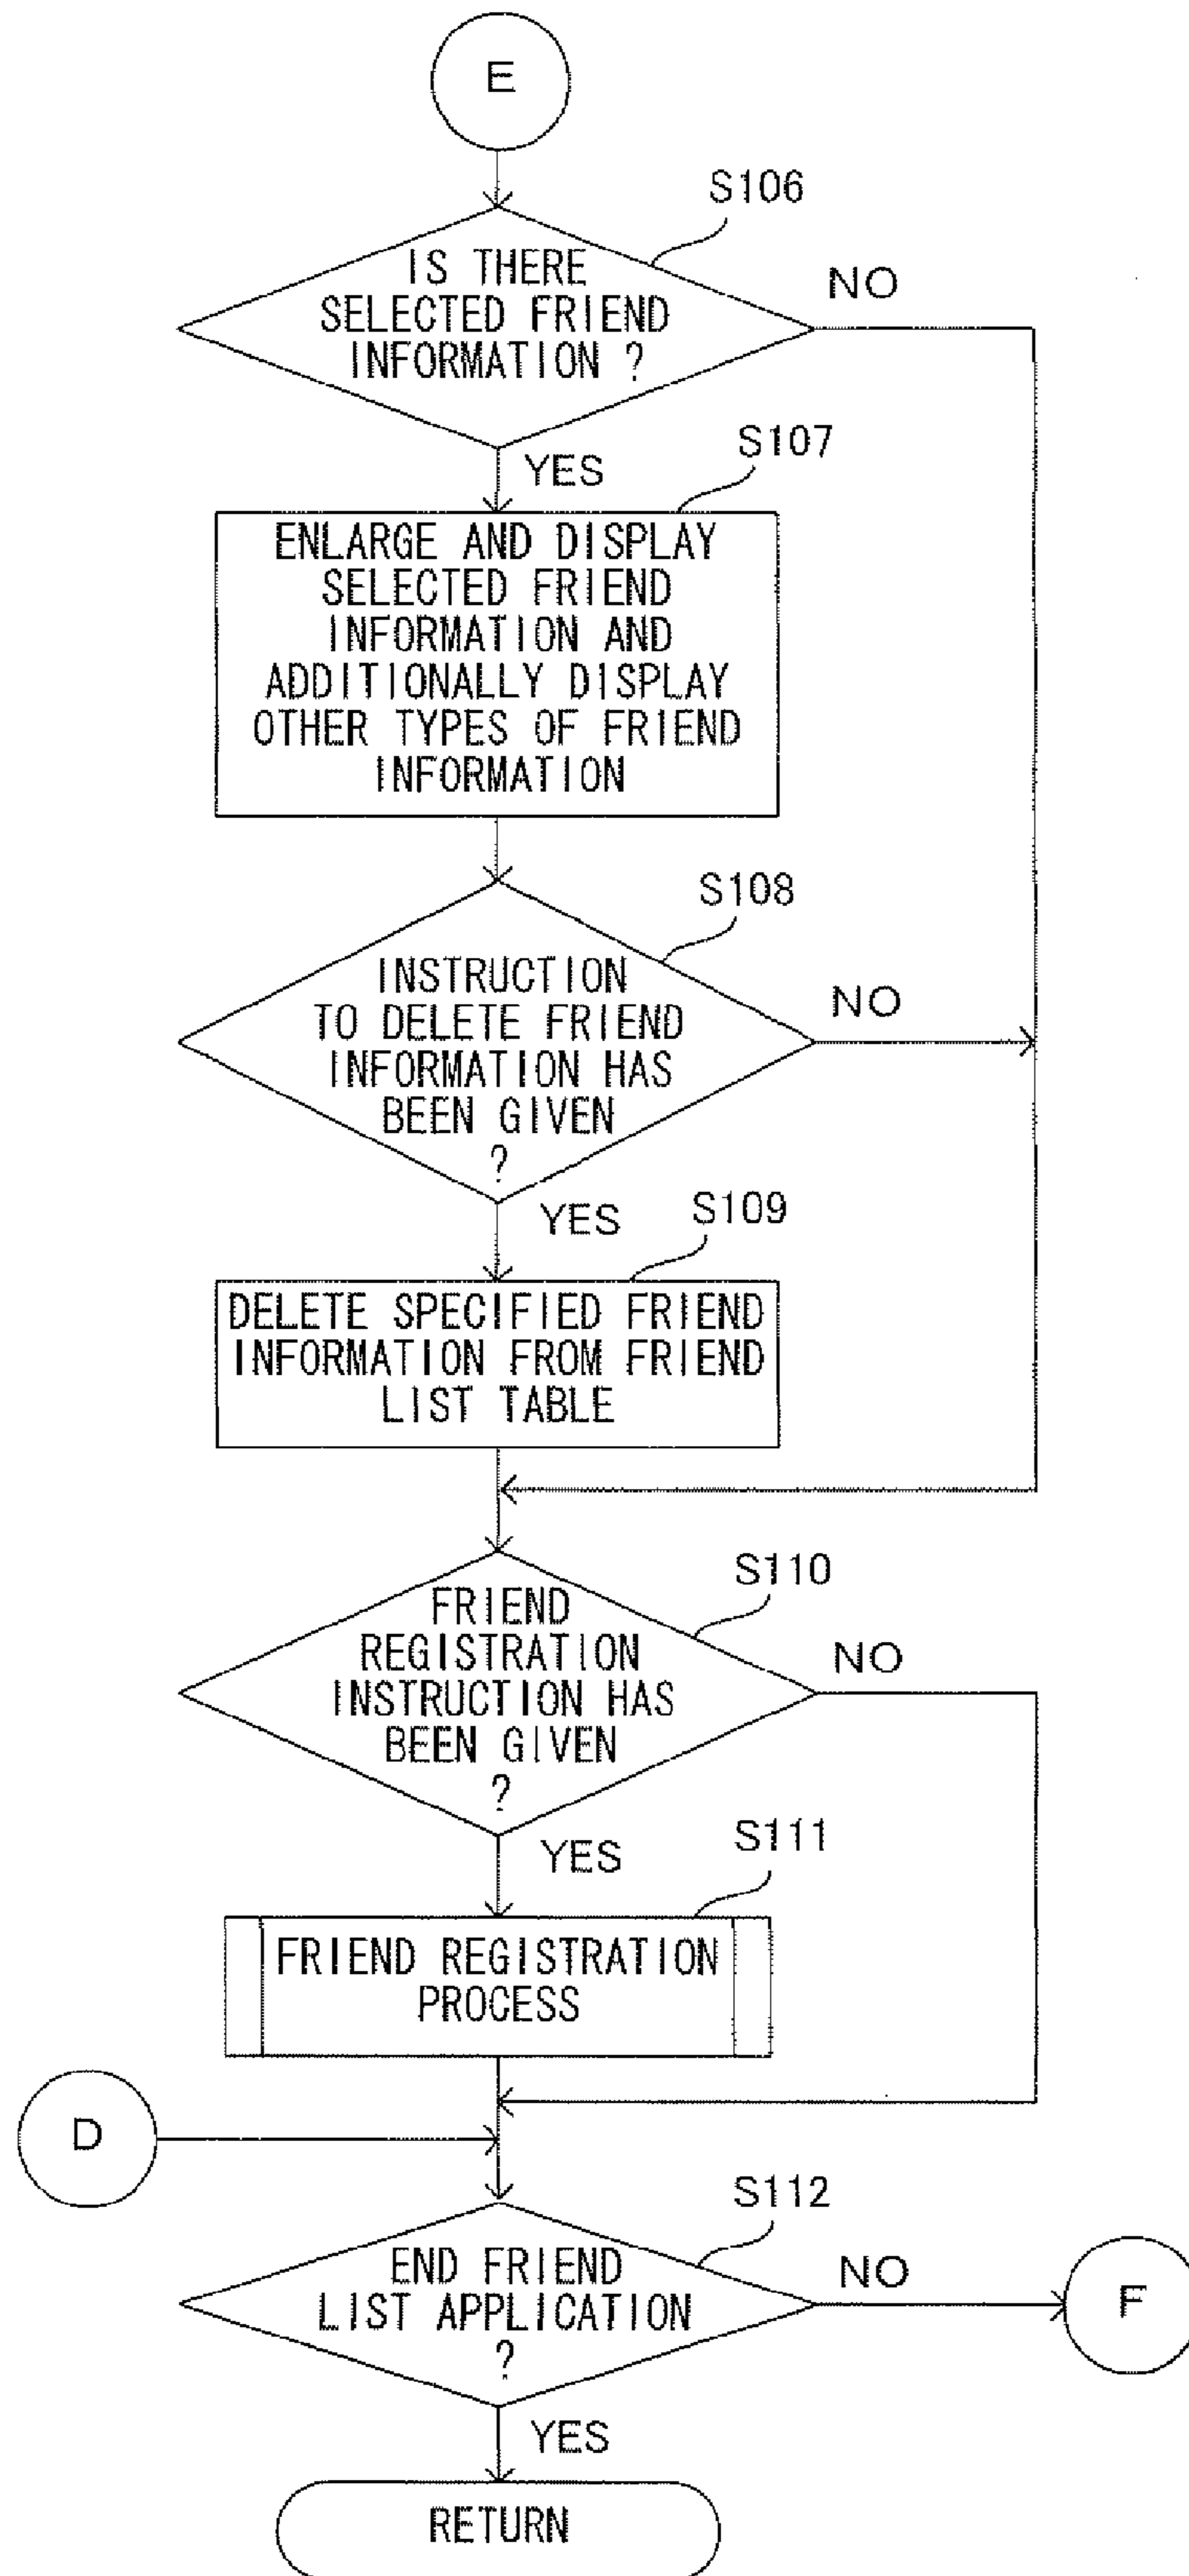 E
S106
IS THERE
SELECTED FRIEND
INFORMATION ?
NO
YES
S107
ENLARGE AND DISPLAY
SELECTED FRIEND
INFORMATION AND
ADDITIONALLY DISPLAY
OTHER TYPES OF FRIEND
INFORMATION
S108
INSTRUCTION
TO DELETE FRIEND
INFORMATION HAS
BEEN GIVEN
?
NO
YES
S109
DELETE SPECIFIED FRIEND
INFORMATION FROM FRIEND
LIST TABLE
S110
FRIEND
REGISTRATION
INSTRUCTION HAS
BEEN GIVEN
?
NO
YES
S111
FRIEND REGISTRATION
PROCESS
D
S112
END FRIEND
LIST APPLICATION
?
NO
F
YES
RETURN